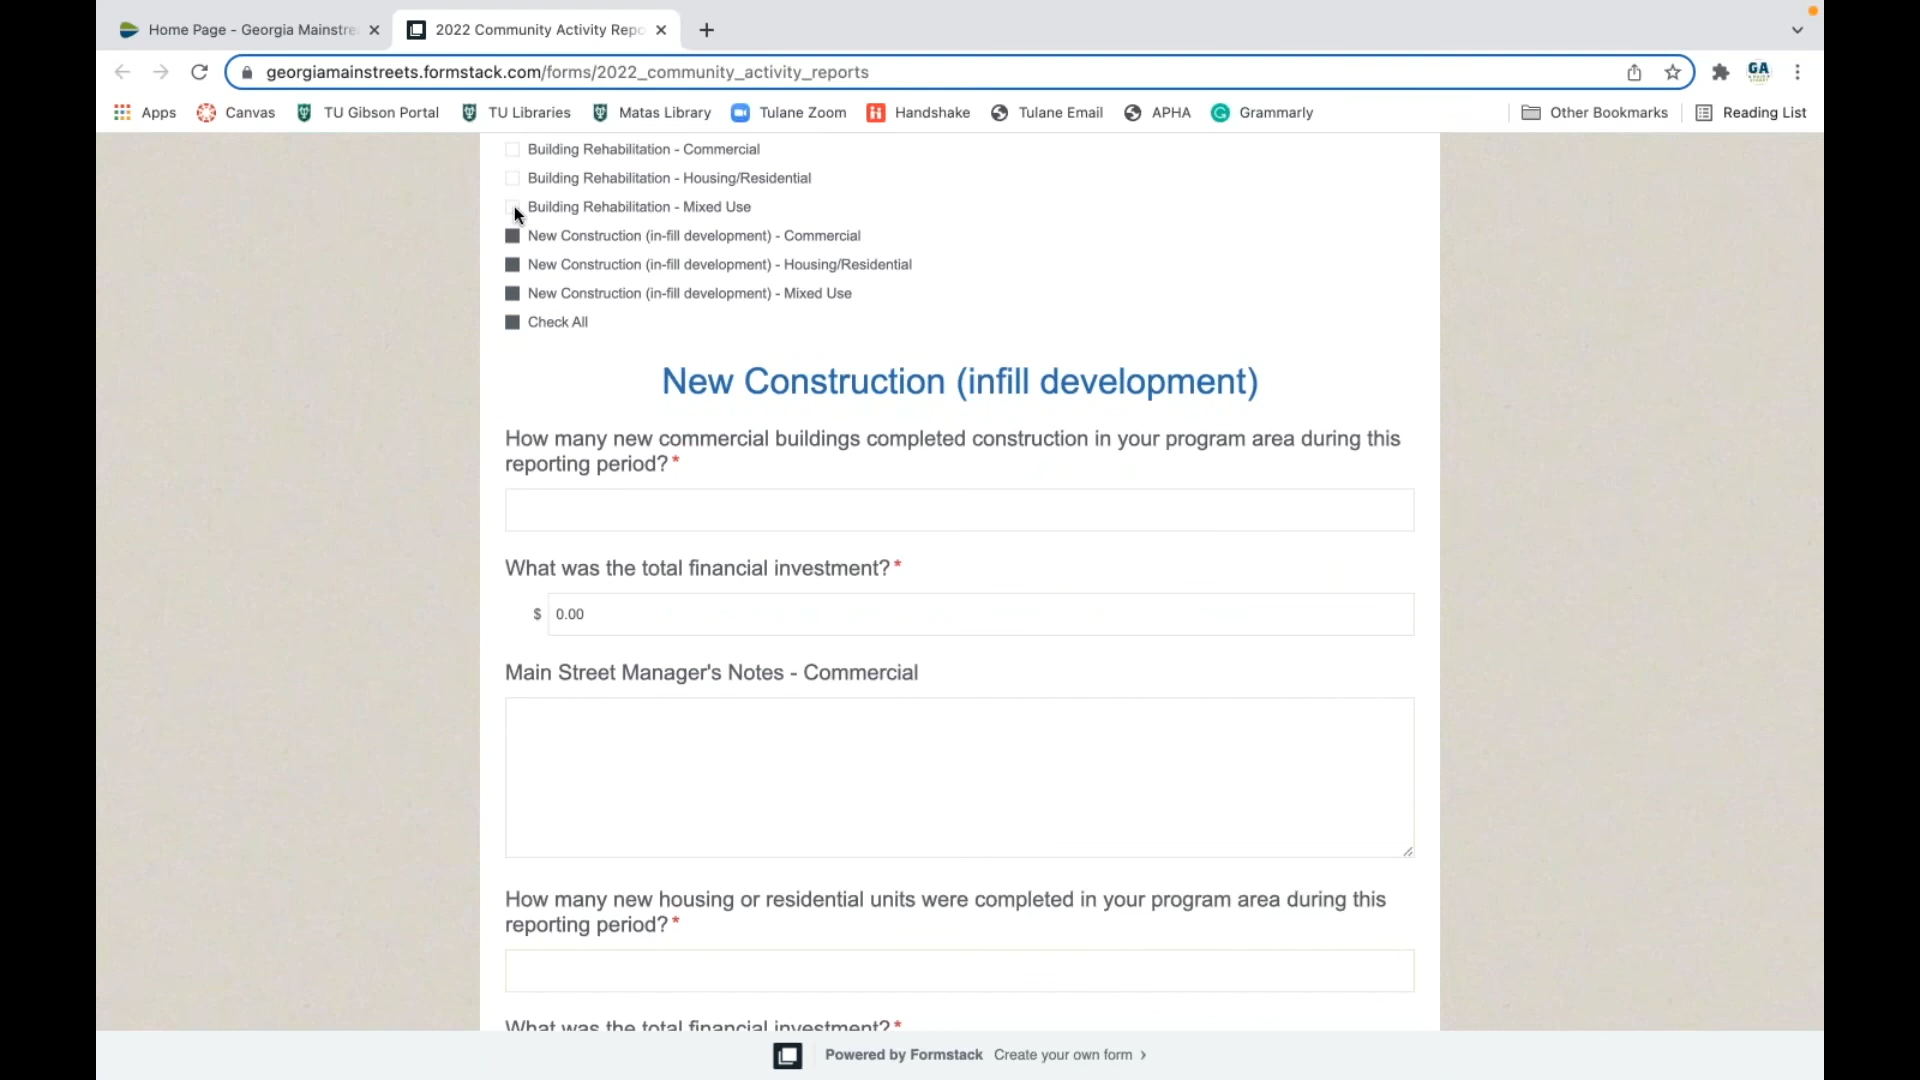 Home Page - Georgia Mainstre
2022 Community Activity Repo
georgiamainstreets.formstack.com/forms/2022_community_activity_reports
GA
Apps
Canvas
TU Gibson Portal
TU Libraries
Matas Library
Tulane Zoom
Handshake
Tulane Email
APHA
Grammarly
Other Bookmarks
Reading List
Building Rehabilitation - Commercial
Building Rehabilitation - Housing/Residential
Building Rehabilitation - Mixed Use
New Construction (in-fill development) - Commercial
New Construction (in-fill development) - Housing/Residential
New Construction (in-fill development) - Mixed Use
Check All
New Construction (infill development)
How many new commercial buildings completed construction in your program area during this
reporting period?*
What was the total financial investment?*
$ 0.00
Main Street Manager's Notes - Commercial
How many new housing or residential units were completed in your program area during this
reporting period?*
What was the total financial investment?*
Powered by Formstack Create your own form ›